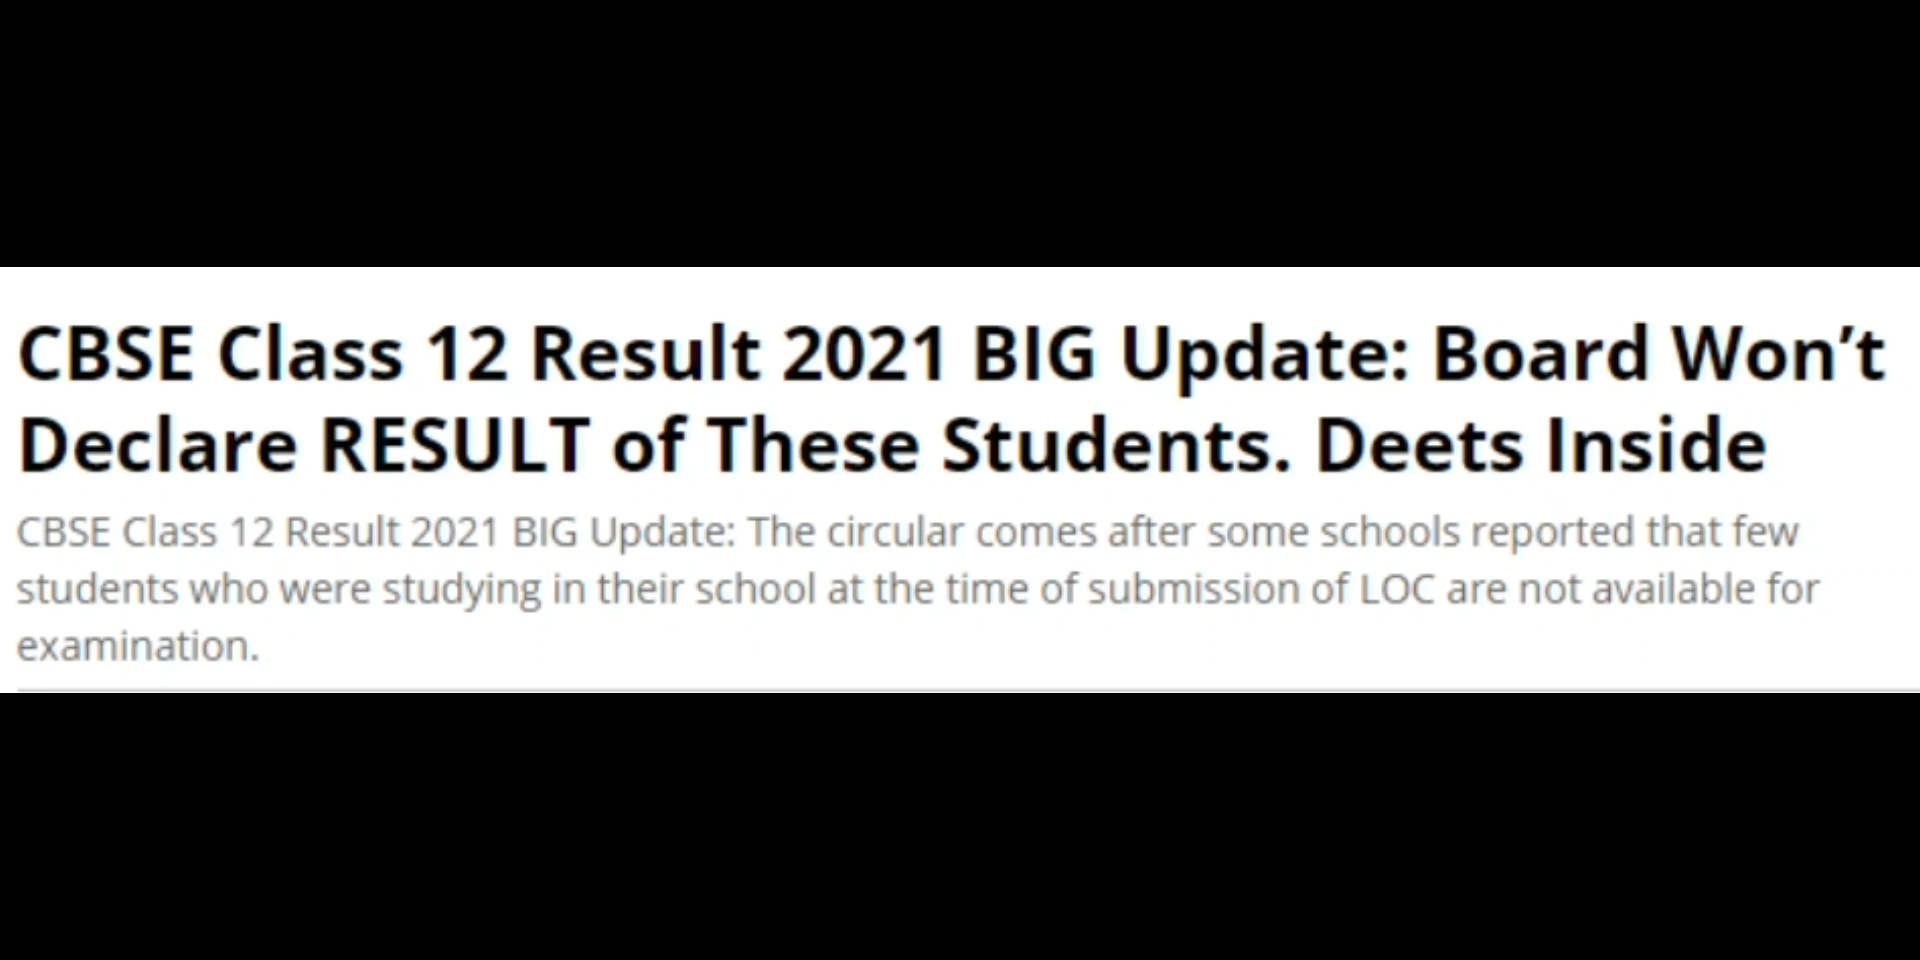 CBSE Class 12 Result 2021 BIG Update: Board Won’t
Declare RESULT of These Students. Deets Inside
CBSE Class 12 Result 2021 BIG Update: The circular comes after some schools reported that few
students who were studying in their school at the time of submission of LOC are not available for
examination.